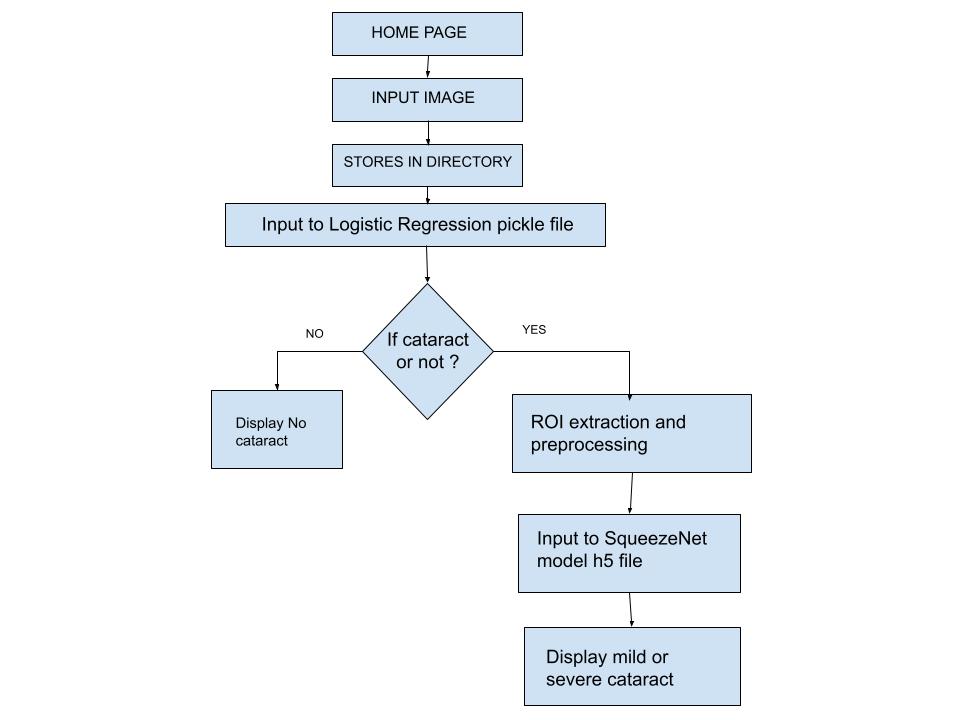 HOME PAGE
INPUT IMAGE
STORES IN DIRECTORY
Input to Logistic Regression pickle file
If cataract
or not ?
NO
YES
Display No
cataract
ROI extraction and
preprocessing
Input to SqueezeNet
model h5 file
Display mild or
severe cataract